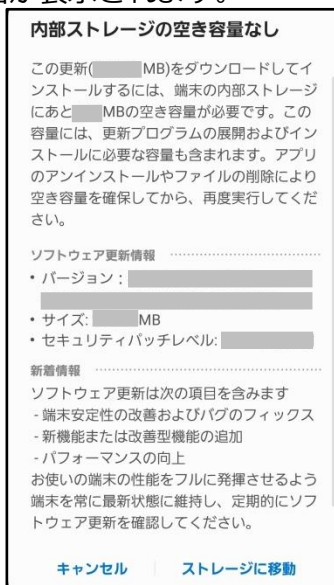 内部ストレージの空き容量なし
この更新( MB)をダウンロードしてイ
ンストールするには、端末の内部ストレージ
にあと MBの空き容量が必要です。この
容量には、更新プログラムの展開およびイン
ストールに必要な容量も含まれます。アプリ
のアンインストールやファイルの削除により
空き容量を確保してから、再度実行してくだ
さい。
ソフトウェア更新情報
・バージョン :
・サイズ: MB
・セキュリティパッチレベル:
新着情報
ソフトウェア更新は次の項目を含みます
- 端末安定性の改善およびバグのフィックス
- 新機能または改善型機能の追加
- パフォーマンスの向上
お使いの端末の性能をフルに発揮させるよう
端末を常に最新状態に維持し、定期的にソフ
トウェア更新を確認してください。
キャンセル ストレージに移動